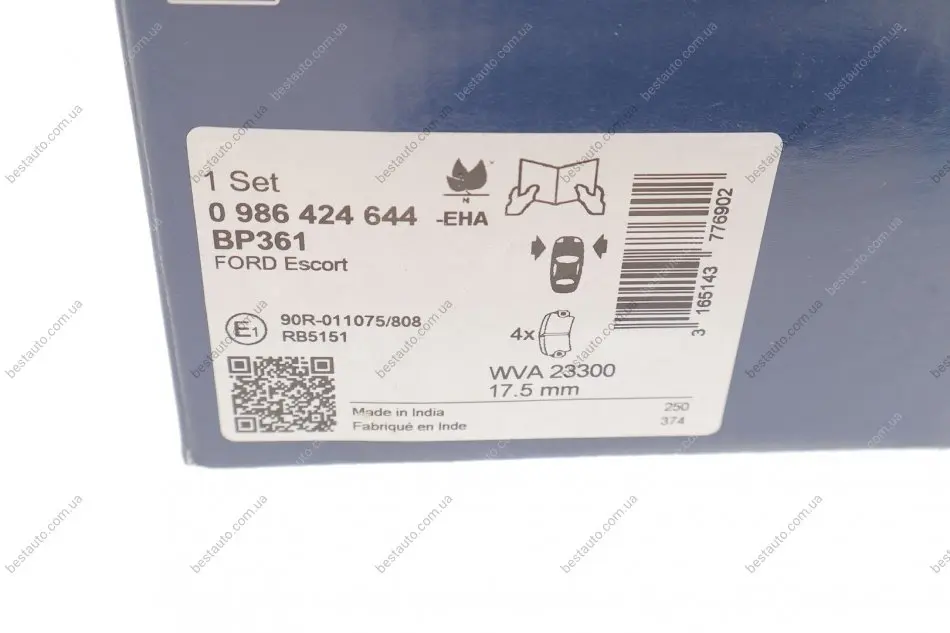 1 Set
0 986 424 644 -EHA
BP361
FORD Escort
N
E1
90R-011075/808
RB5151
4x
WVA 23300
17.5 mm
Made in India
Fabriqué en Inde
250
374
3 165143 776902
bestauto.com.ua